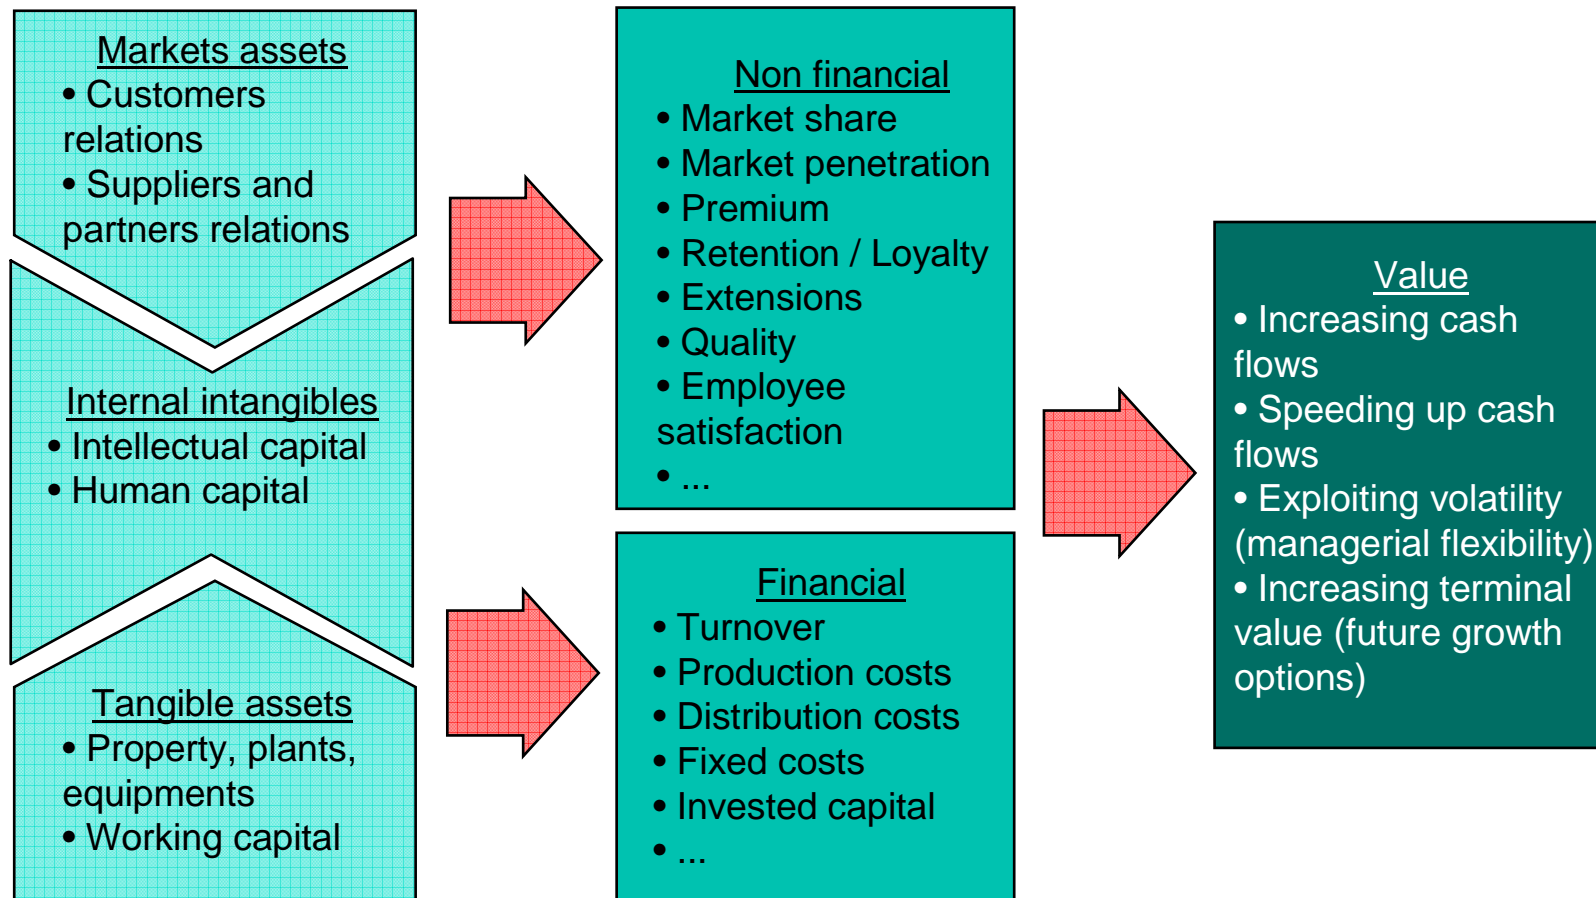 Markets assets
• Customers
relations
• Suppliers and
partners relations
Internal intangibles
• Intellectual capital
• Human capital
Tangible assets
• Property, plants,
equipments
• Working capital
Non financial
• Market share
• Market penetration
• Premium
• Retention / Loyalty
• Extensions
• Quality
• Employee
satisfaction
• ...
Financial
• Turnover
• Production costs
• Distribution costs
• Fixed costs
• Invested capital
• ...
Value
• Increasing cash
flows
• Speeding up cash
flows
• Exploiting volatility
(managerial flexibility)
• Increasing terminal
value (future growth
options)